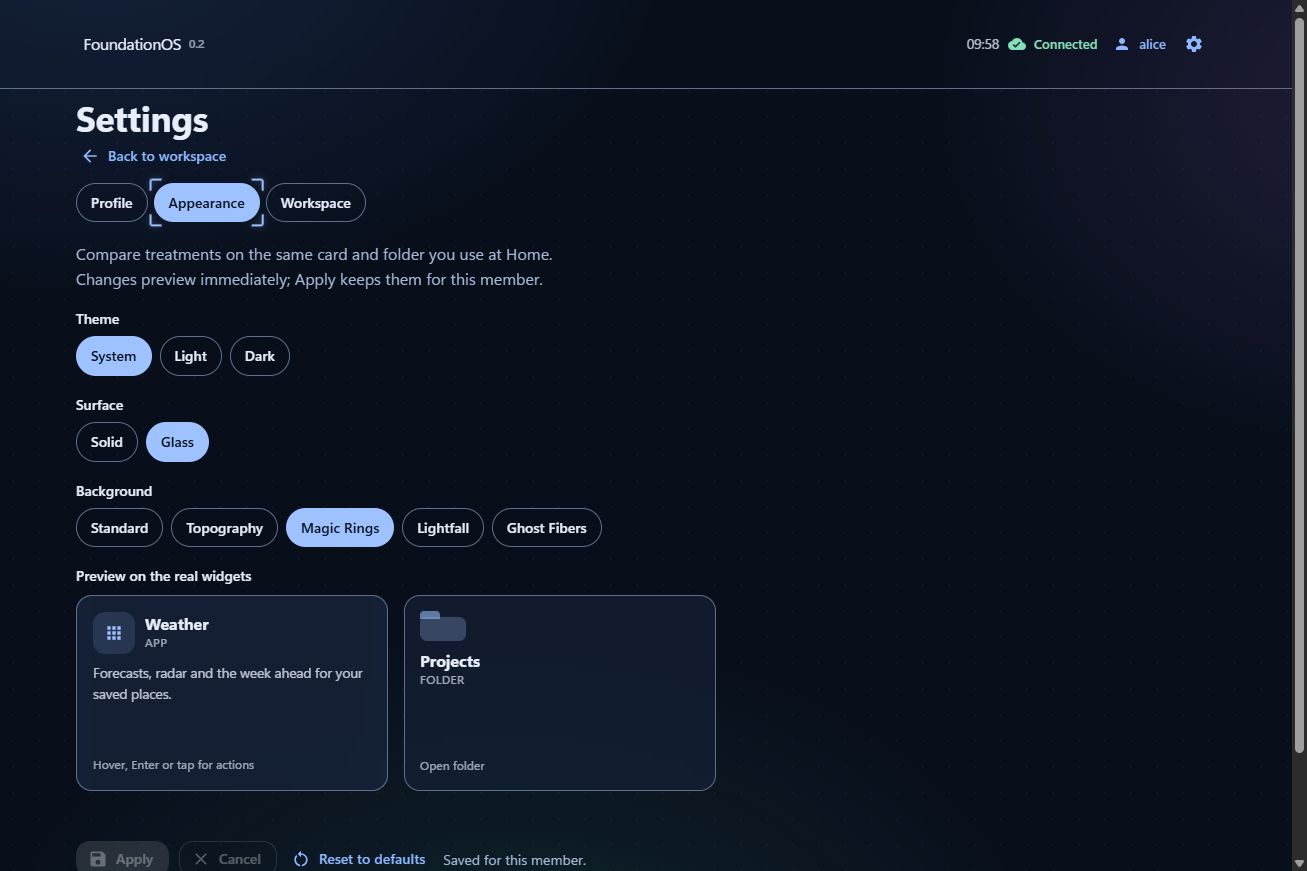 FoundationOS 0.2
09:58 Connected alice
Settings
Back to workspace
Profile Appearance Workspace
Compare treatments on the same card and folder you use at Home.
Changes preview immediately; Apply keeps them for this member.
Theme
System Light Dark
Surface
Solid Glass
Background
Standard Topography Magic Rings Lightfall Ghost Fibers
Preview on the real widgets
Weather
APP
Forecasts, radar and the week ahead for your
saved places.
Hover, Enter or tap for actions
Projects
FOLDER
Open folder
Apply Cancel Reset to defaults Saved for this member.